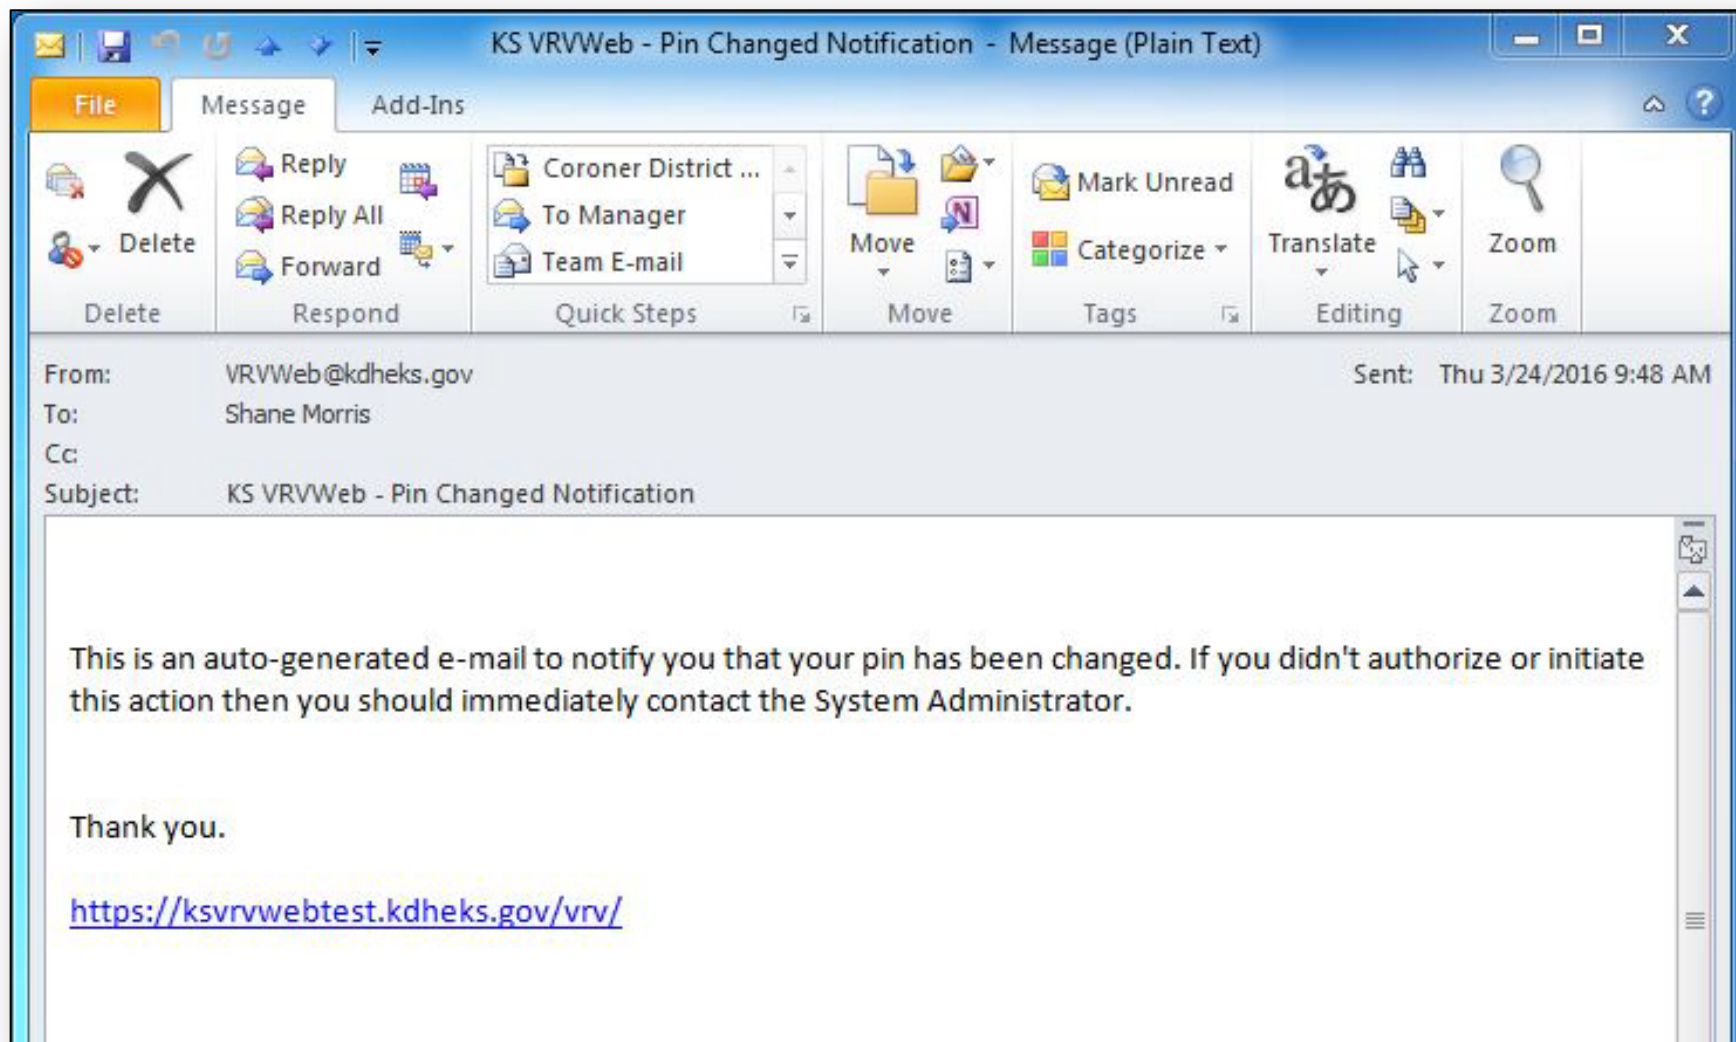 KS VRVWeb - Pin Changed Notification - Message (Plain Text)
File Message Add-Ins
Delete
Reply
Reply All
Forward
Coroner District ...
To Manager
Team E-mail
Move
Mark Unread
Categorize
Translate
Zoom
Delete Respond Quick Steps Move Tags Editing Zoom
From: VRVWeb@kdheks.gov Sent: Thu 3/24/2016 9:48 AM
To: Shane Morris
Cc:
Subject: KS VRVWeb - Pin Changed Notification
This is an auto-generated e-mail to notify you that your pin has been changed. If you didn't authorize or initiate
this action then you should immediately contact the System Administrator.
Thank you.
https://ksvrvwebtest.kdheks.gov/vrv/